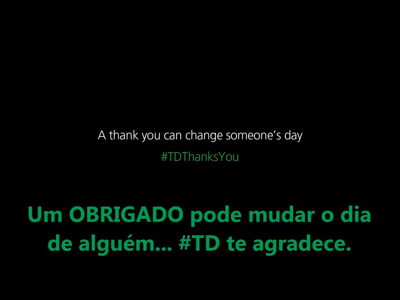 A thank you can change someone's day
#TDThanksYou
Um OBRIGADO pode mudar o dia
de alguém... #TD te agradece.